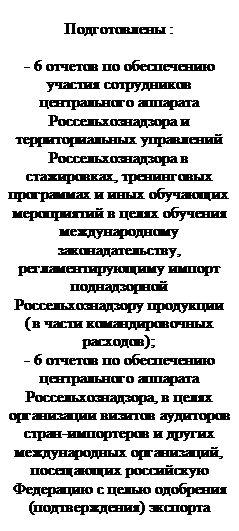 Подготовлены :
- 6 отчетов по обеспечению
участия сотрудников
центрального аппарата
Россельхознадзора и
территориальных управлений
Россельхознадзора в
стажировках, тренинговых
программах и иных обучающих
мероприятий в целях обучения
международному
законадательству,
регламентирующиму импорт
поднадзорной
Россельхознадзору продукции
(в части командировочных
расходов);
- 6 отчетов по обеспечению
центрального аппарата
Россельхознадзора, в целях
организации визитов аудиторов
стран-импортеров и других
международных организаций,
посещающих российскую
Федерацию с целью одобрения
(подтверждения) экспорта